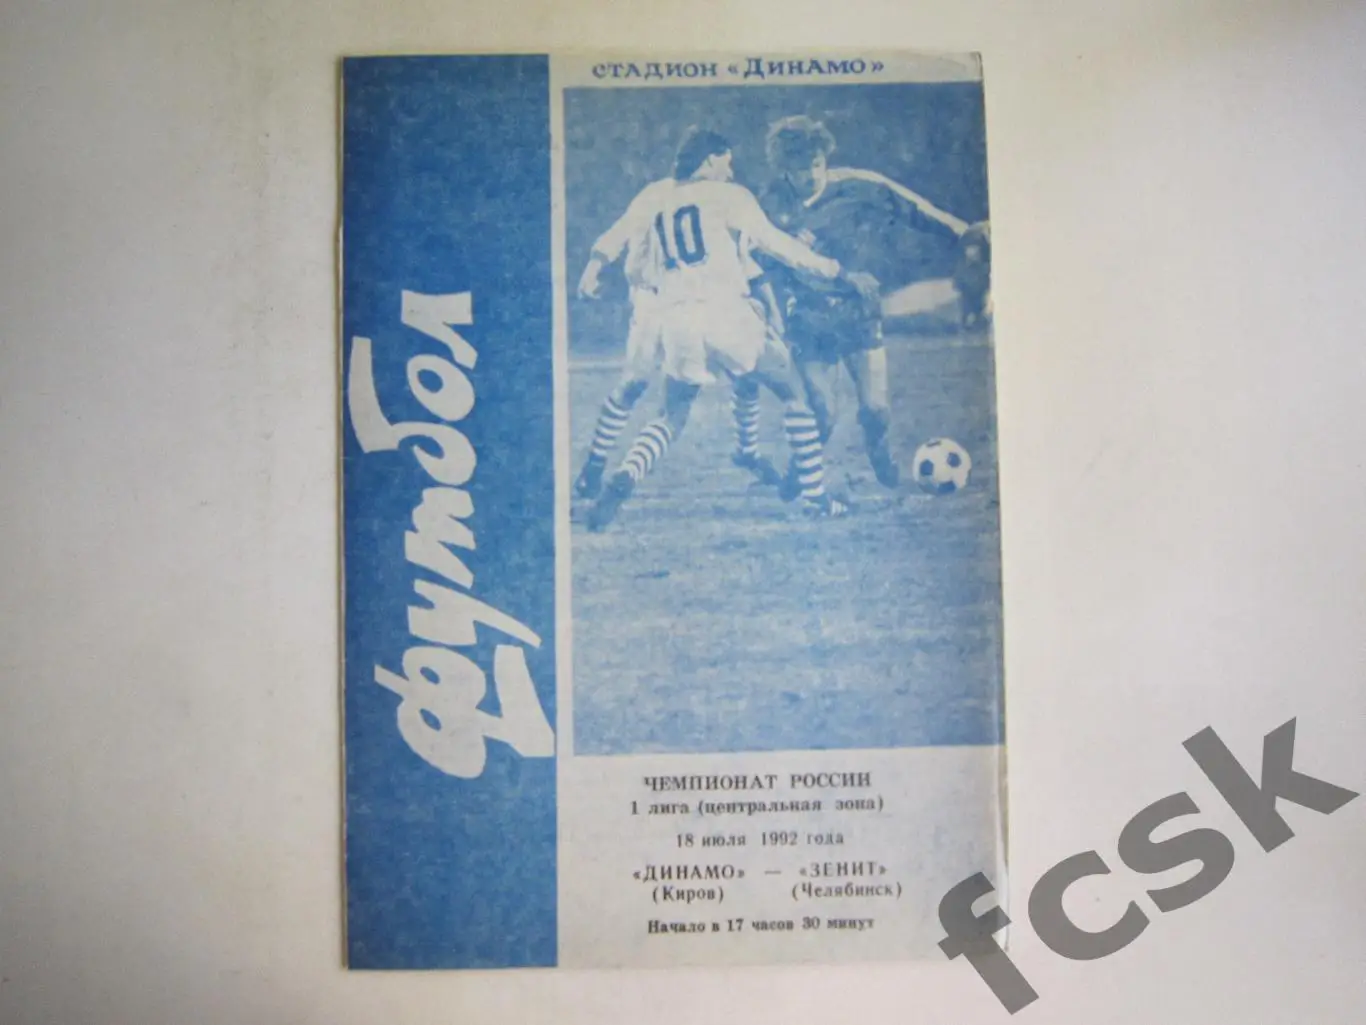 СТАДИОН «ДИНАМО»
футбол
10
ЧЕМПИОНАТ РОССИИ
1 лига (центральная зона)
18 июля 1992 года
«ДИНАМО» — «ЗЕНИТ»
(Киров) (Челябинск)
Начало в 17 часов 30 минут
fcsk